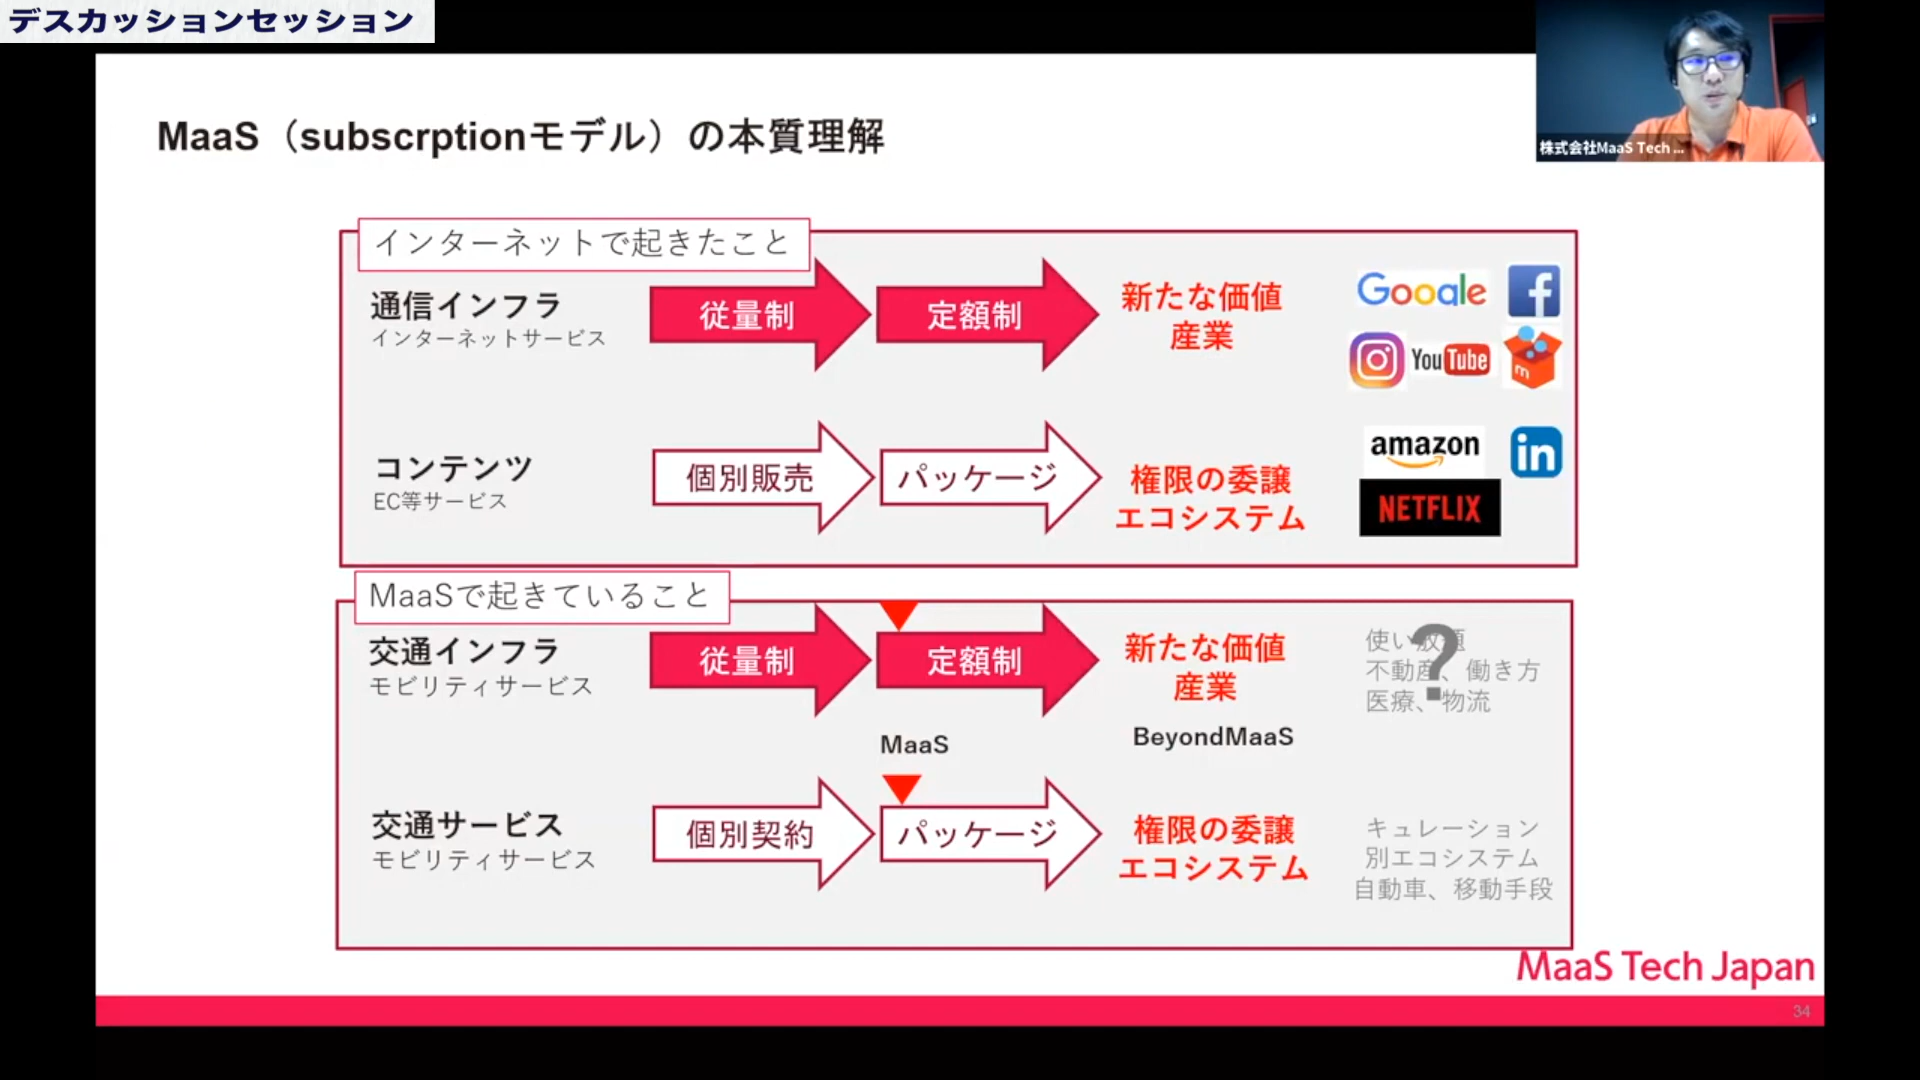 デスカッションセッション
株式会社MaaS Tech ...
MaaS（subscrptionモデル）の本質理解
インターネットで起きたこと
通信インフラ
インターネットサービス
従量制
定額制
新たな価値
産業
Google
f
YouTube
m
コンテンツ
EC等サービス
個別販売
パッケージ
権限の委譲
エコシステム
amazon
in
NETFLIX
MaaSで起きていること
交通インフラ
モビリティサービス
従量制
定額制
新たな価値
産業
使い放題
不動産、働き方
医療、物流
?
MaaS
BeyondMaaS
交通サービス
モビリティサービス
個別契約
パッケージ
権限の委譲
エコシステム
キュレーション
別エコシステム
自動車、移動手段
MaaS Tech Japan
34